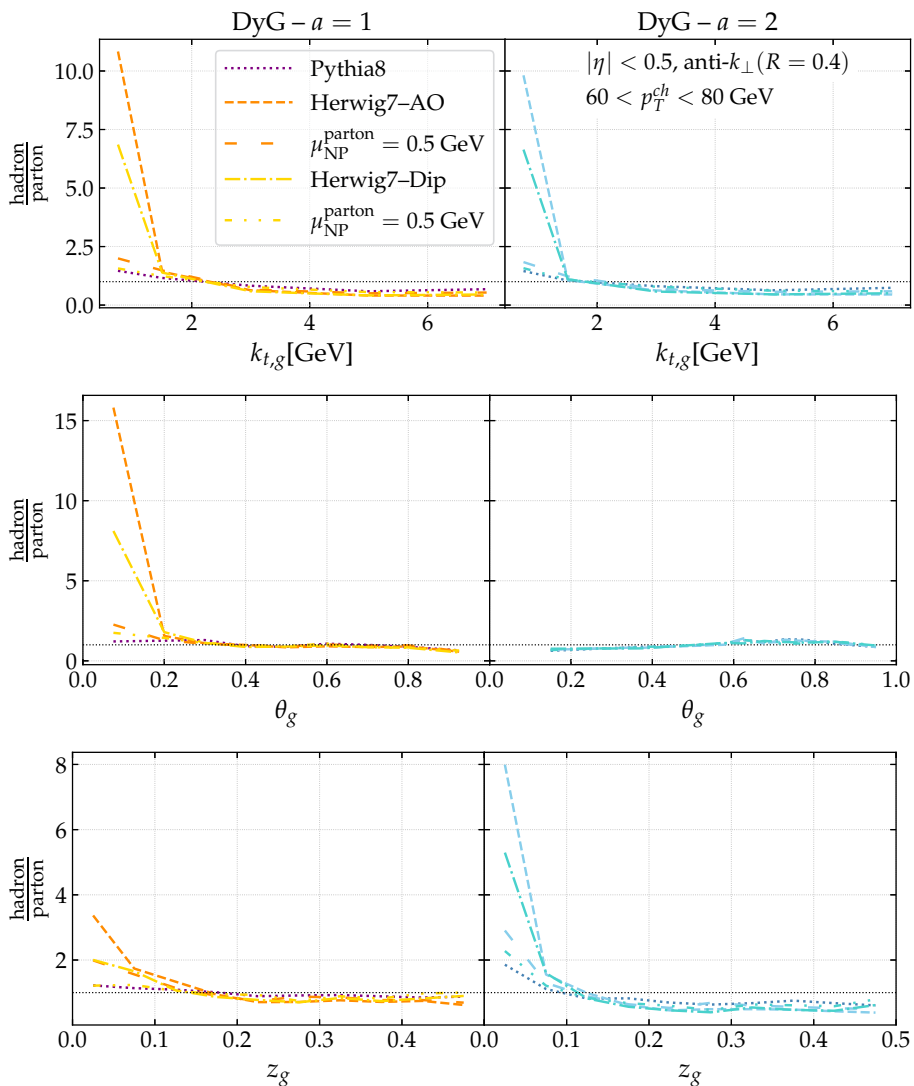 DyG – a = 1
DyG – a = 2
Pythia8
Herwig7–AO
μ_NP^parton = 0.5 GeV
Herwig7–Dip
μ_NP^parton = 0.5 GeV
|η| < 0.5, anti-k⊥(R = 0.4)
60 < p_T^ch < 80 GeV
hadron
parton
10.0
7.5
5.0
2.5
0.0
2 4 6
2 4 6
k_{t,g}[GeV]
k_{t,g}[GeV]
hadron
parton
15
10
5
0
0.0 0.2 0.4 0.6 0.8 0.0 0.2 0.4 0.6 0.8 1.0
θ_g
θ_g
hadron
parton
8
6
4
2
0.0 0.1 0.2 0.3 0.4 0.0 0.1 0.2 0.3 0.4 0.5
z_g
z_g